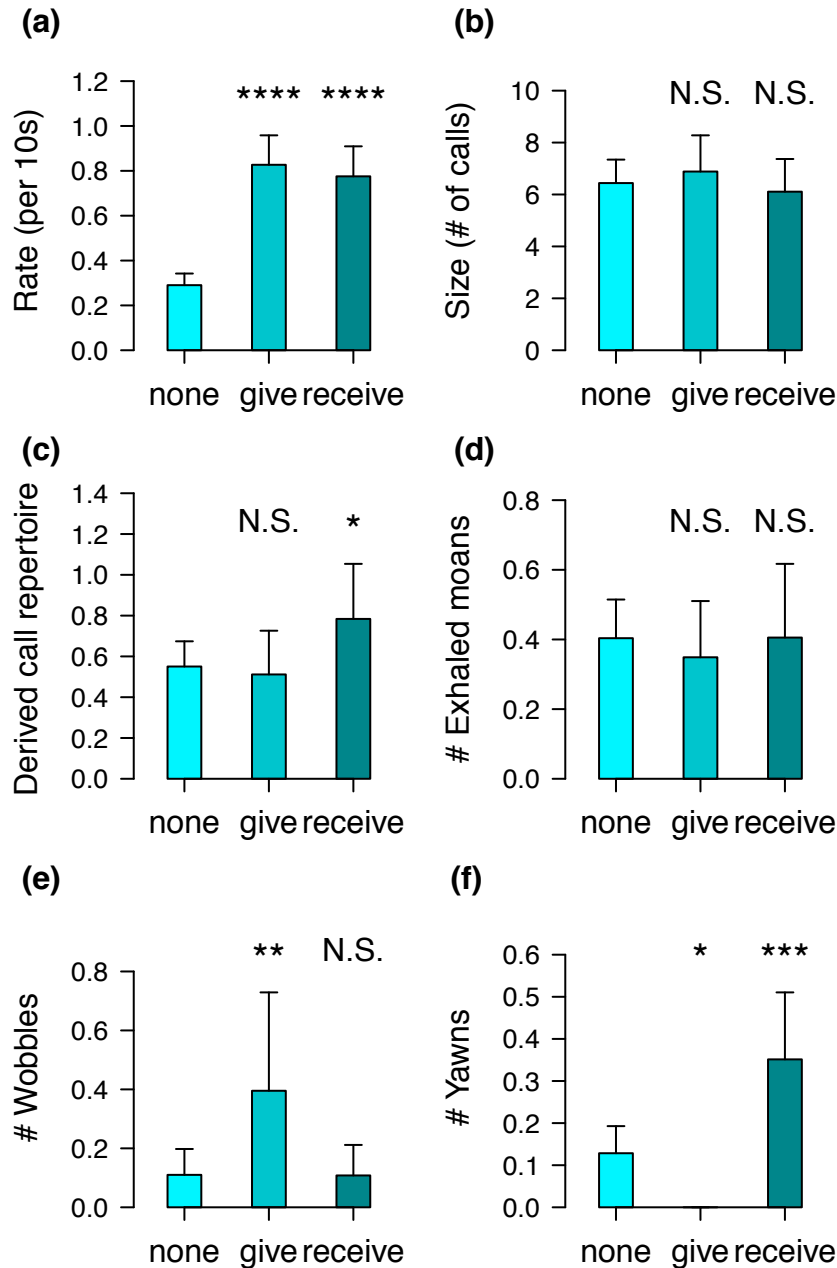 (a)
Rate (per 10s)
1.2
1.0
0.8
0.6
0.4
0.2
0.0
**** ****
none give receive
(b)
Size (# of calls)
10
8
6
4
2
0
N.S. N.S.
none give receive
(c)
Derived call repertoire
1.4
1.2
1.0
0.8
0.6
0.4
0.2
0.0
N.S. *
none give receive
(d)
# Exhaled moans
0.8
0.6
0.4
0.2
0.0
N.S. N.S.
none give receive
(e)
# Wobbles
0.8
0.6
0.4
0.2
0.0
** N.S.
none give receive
(f)
# Yawns
0.6
0.5
0.4
0.3
0.2
0.1
0.0
* ***
none give receive